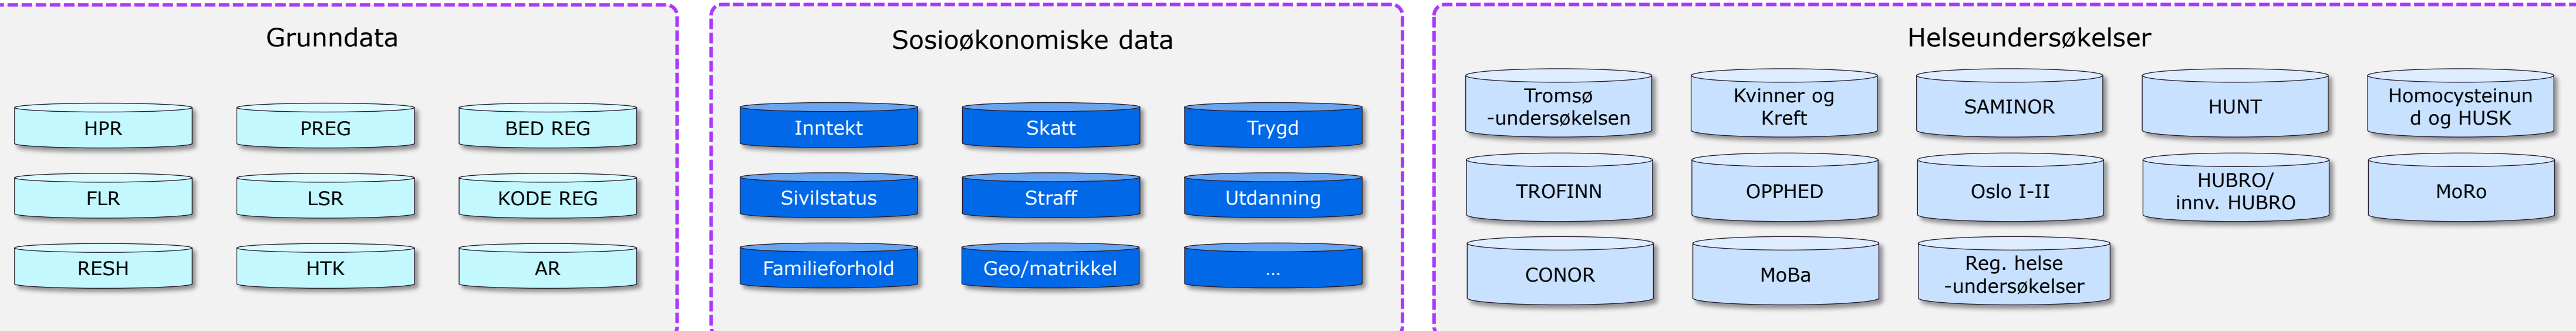 Grunndata
HPR
PREG
BED REG
FLR
LSR
KODE REG
RESH
HTK
AR
Sosioøkonomiske data
Inntekt
Skatt
Trygd
Sivilstatus
Straff
Utdanning
Familieforhold
Geo/matrikkel
...
Helseundersøkelser
Tromsø
-undersøkelsen
Kvinner og
Kreft
SAMINOR
HUNT
Homocysteinun
d og HUSK
TROFINN
OPPHED
Oslo I-II
HUBRO/
innv. HUBRO
MoRo
CONOR
MoBa
Reg. helse
-undersøkelser